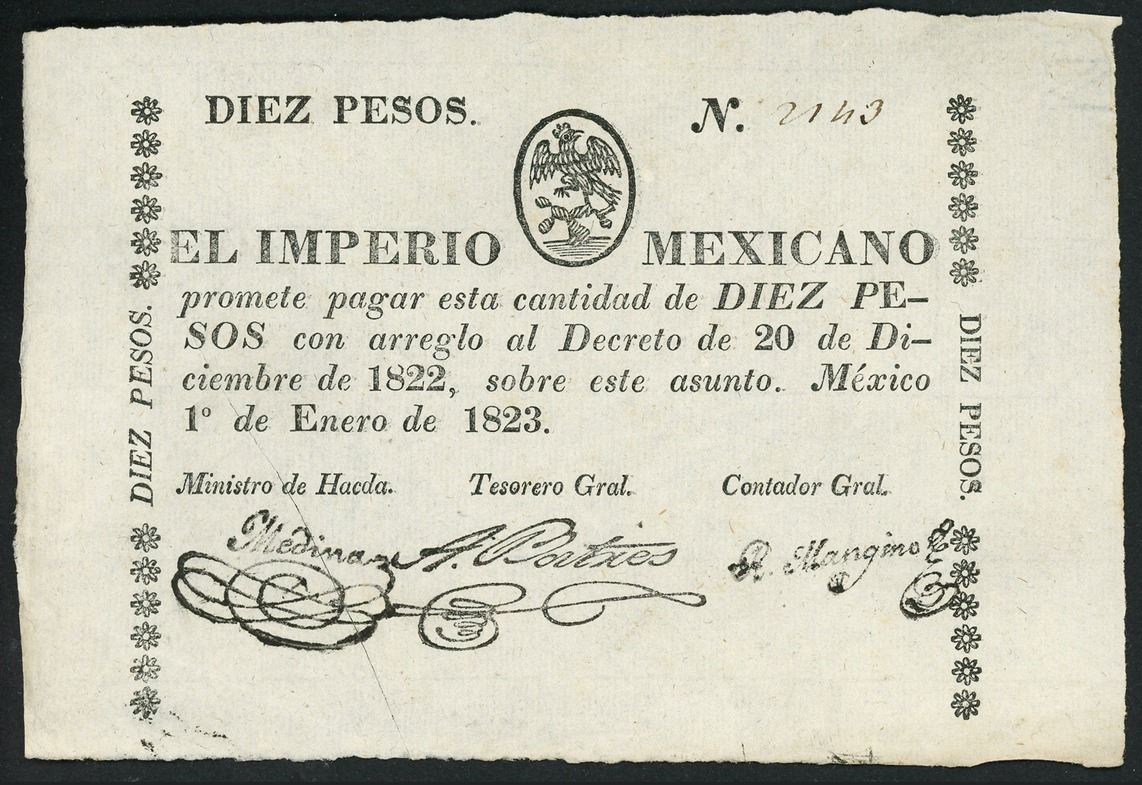 DIEZ PESOS.
N. 2143
EL IMPERIO MEXICANO
promete pagar esta cantidad de DIEZ PE-
SOS con arreglo al Decreto de 20 de Di-
ciembre de 1822, sobre este asunto. México
1º de Enero de 1823.
Ministro de Hacda. Tesorero Gral. Contador Gral.
Medina A. Batres R. Mangino
DIEZ PESOS.
DIEZ PESOS.